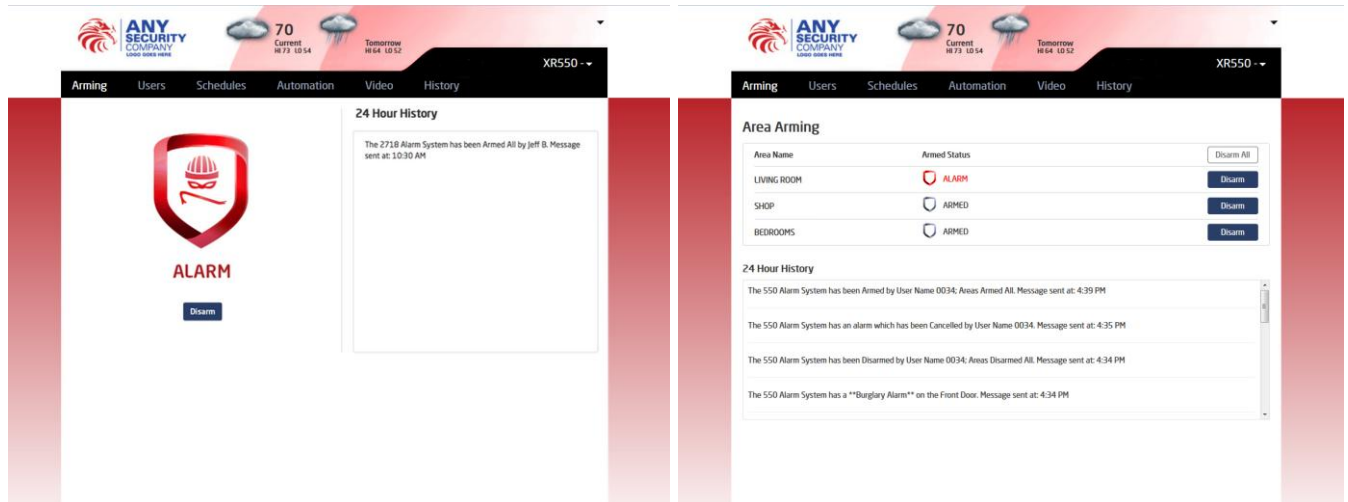 ANY
SECURITY
COMPANY
LOGO GOES HERE
70
Current
HI 73 LO 54
Tomorrow
HI 64 LO 52
XR550 -
Arming Users Schedules Automation Video History
ALARM
Disarm
24 Hour History
The 2718 Alarm System has been Armed All by Jeff B. Message
sent at: 10:30 AM
ANY
SECURITY
COMPANY
LOGO GOES HERE
70
Current
HI 73 LO 54
Tomorrow
HI 64 LO 52
XR550 -
Arming Users Schedules Automation Video History
Area Arming
Area Name Armed Status Disarm All
LIVING ROOM ALARM Disarm
SHOP ARMED Disarm
BEDROOMS ARMED Disarm
24 Hour History
The 550 Alarm System has been Armed by User Name 0034; Areas Armed All. Message sent at: 4:39 PM
The 550 Alarm System has an alarm which has been Cancelled by User Name 0034. Message sent at: 4:35 PM
The 550 Alarm System has been Disarmed by User Name 0034; Areas Disarmed All. Message sent at: 4:34 PM
The 550 Alarm System has a **Burglary Alarm** on the Front Door. Message sent at: 4:34 PM